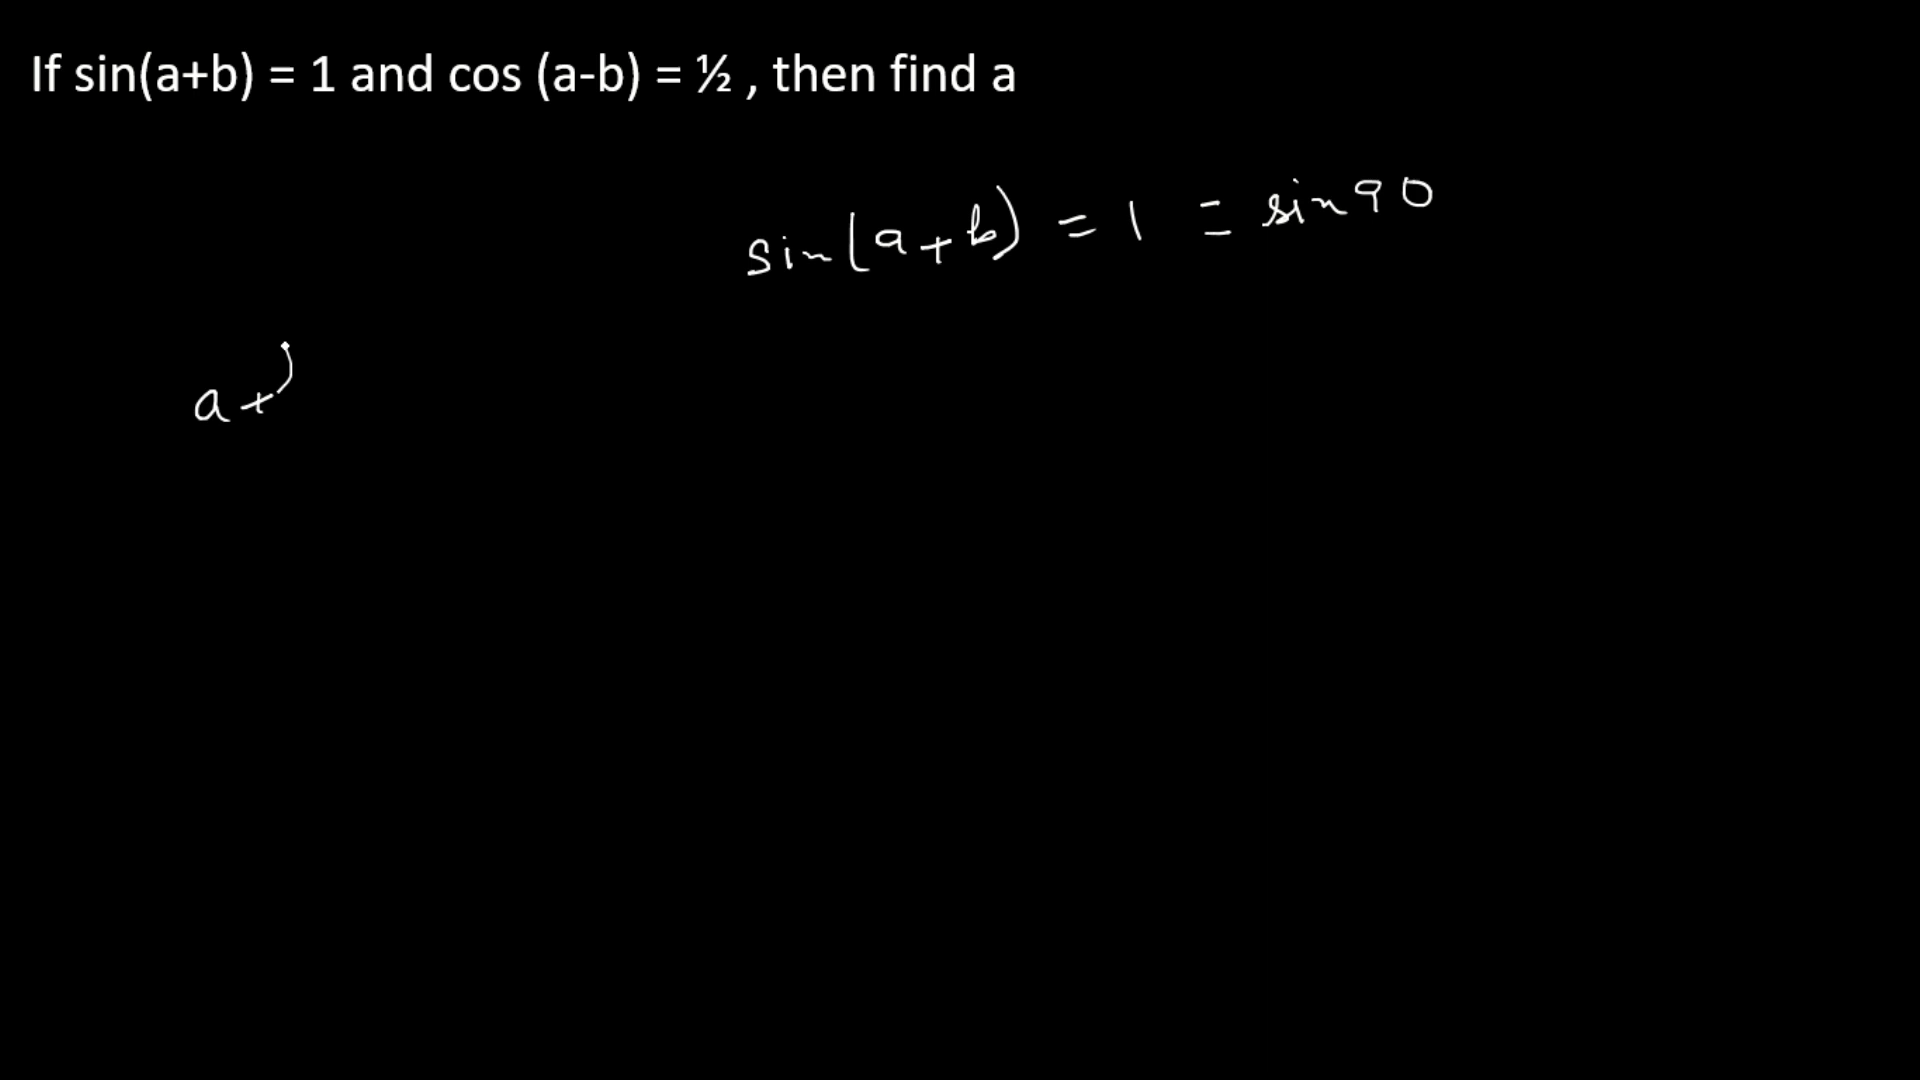 If sin(a+b) = 1 and cos (a-b) = ½ , then find a
sin(a+b) = 1 = sin90
a+